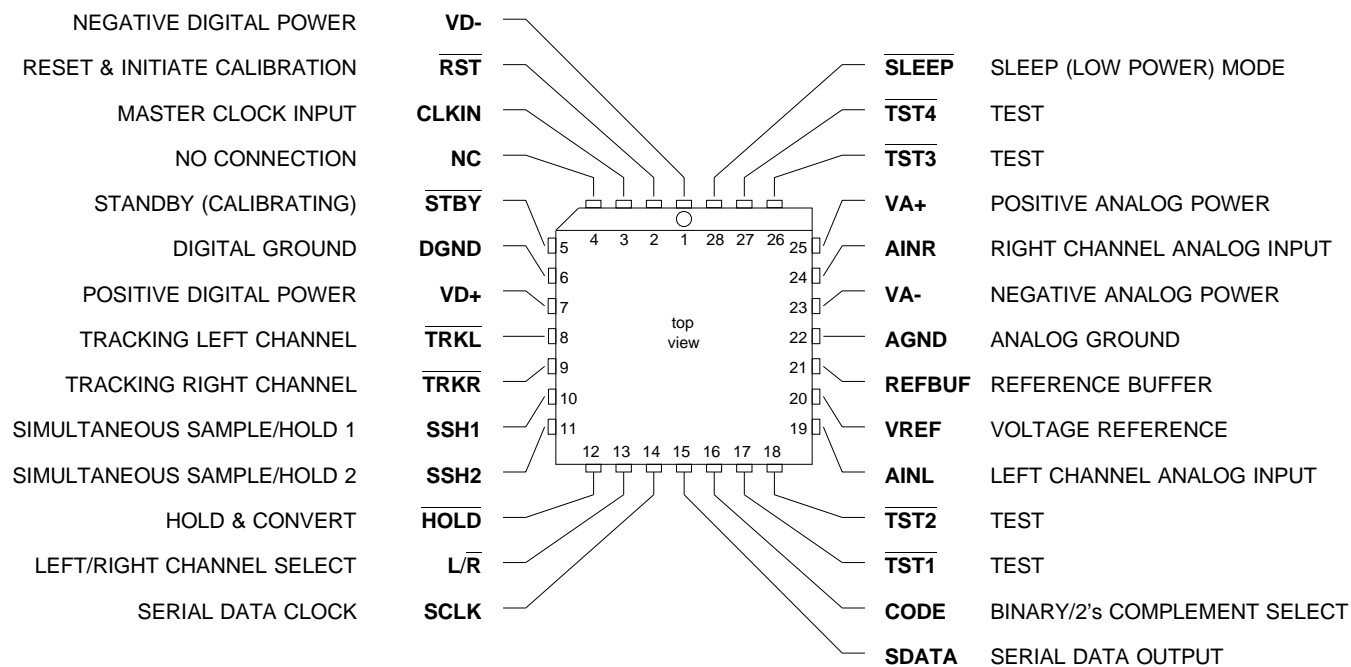 NEGATIVE DIGITAL POWER VD-
RESET & INITIATE CALIBRATION RST
MASTER CLOCK INPUT CLKIN
NO CONNECTION NC
STANDBY (CALIBRATING) STBY
DIGITAL GROUND DGND
POSITIVE DIGITAL POWER VD+
TRACKING LEFT CHANNEL TRKL
TRACKING RIGHT CHANNEL TRKR
SIMULTANEOUS SAMPLE/HOLD 1 SSH1
SIMULTANEOUS SAMPLE/HOLD 2 SSH2
HOLD & CONVERT HOLD
LEFT/RIGHT CHANNEL SELECT L/R
SERIAL DATA CLOCK SCLK
4 3 2 1 28 27 26
5
6
7
8
9
10
11
top
view
25
24
23
22
21
20
19
12 13 14 15 16 17 18
SLEEP SLEEP (LOW POWER) MODE
TST4 TEST
TST3 TEST
VA+ POSITIVE ANALOG POWER
AINR RIGHT CHANNEL ANALOG INPUT
VA- NEGATIVE ANALOG POWER
AGND ANALOG GROUND
REFBUF REFERENCE BUFFER
VREF VOLTAGE REFERENCE
AINL LEFT CHANNEL ANALOG INPUT
TST2 TEST
TST1 TEST
CODE BINARY/2's COMPLEMENT SELECT
SDATA SERIAL DATA OUTPUT